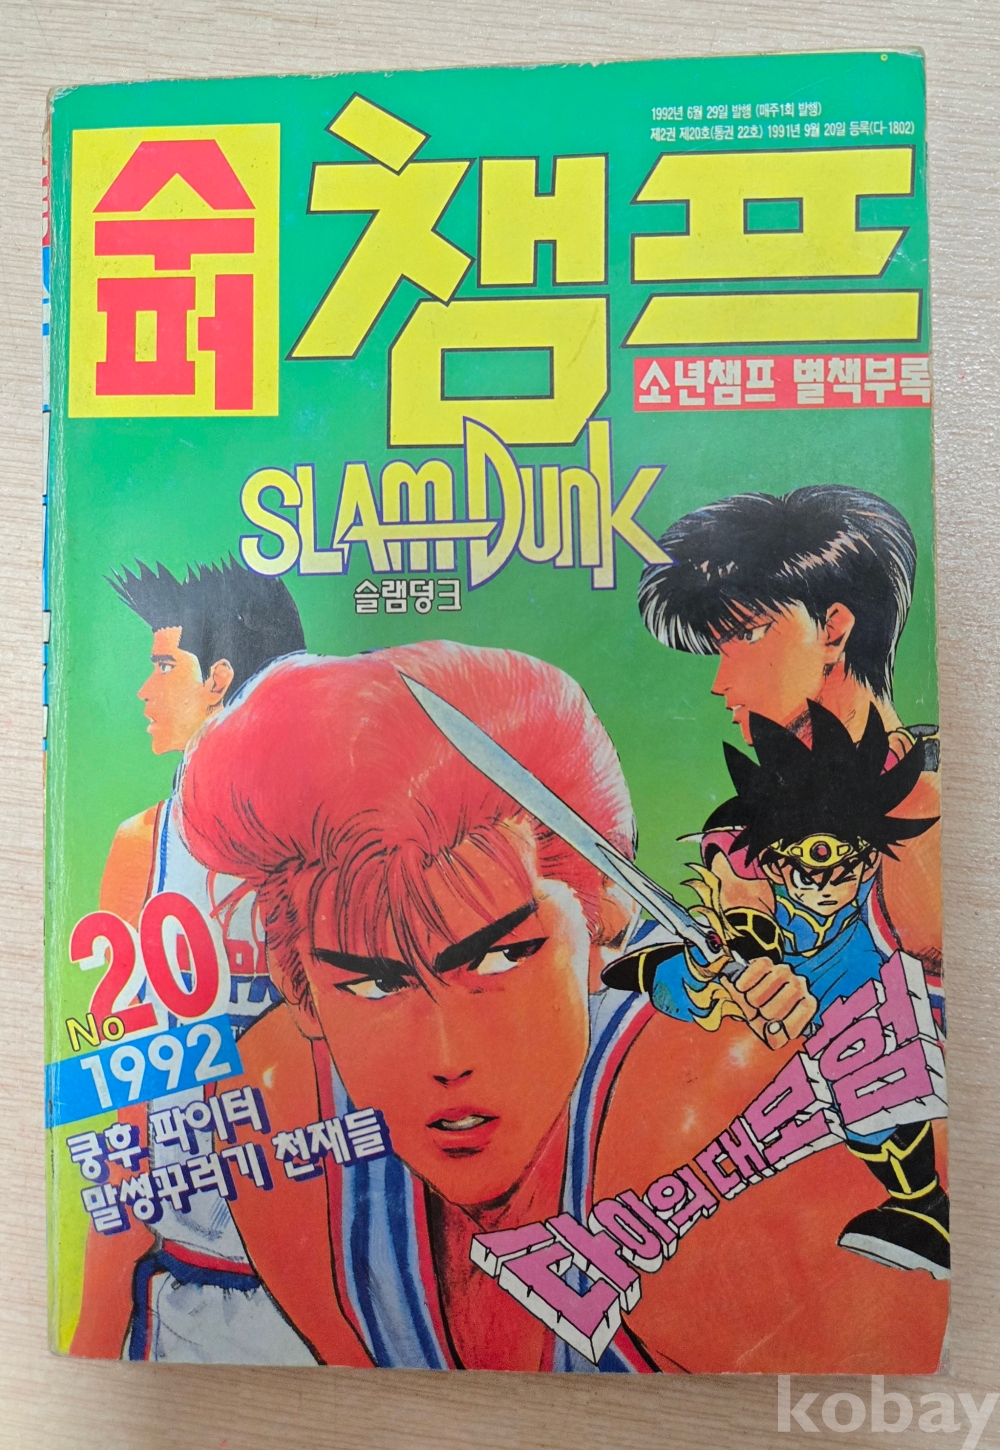 1992년 6월 29일 발행 (매주1회 발행)
제2권 제20호(통권 22호) 1991년 9월 20일 등록(다-1802)
수퍼
챔프
소년챔프 별책부록
SLAM DUNK
슬램덩크
No 20
1992
쿵후 파이터
말썽꾸러기 천재들
타이의 대모험
kobay